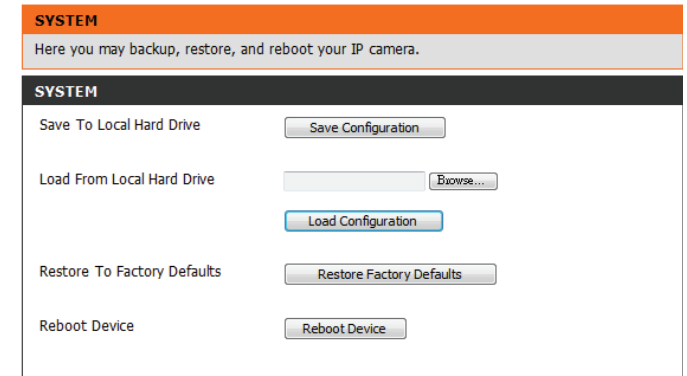 SYSTEM
Here you may backup, restore, and reboot your IP camera.
SYSTEM
Save To Local Hard Drive Save Configuration
Load From Local Hard Drive Browse...
Load Configuration
Restore To Factory Defaults Restore Factory Defaults
Reboot Device Reboot Device